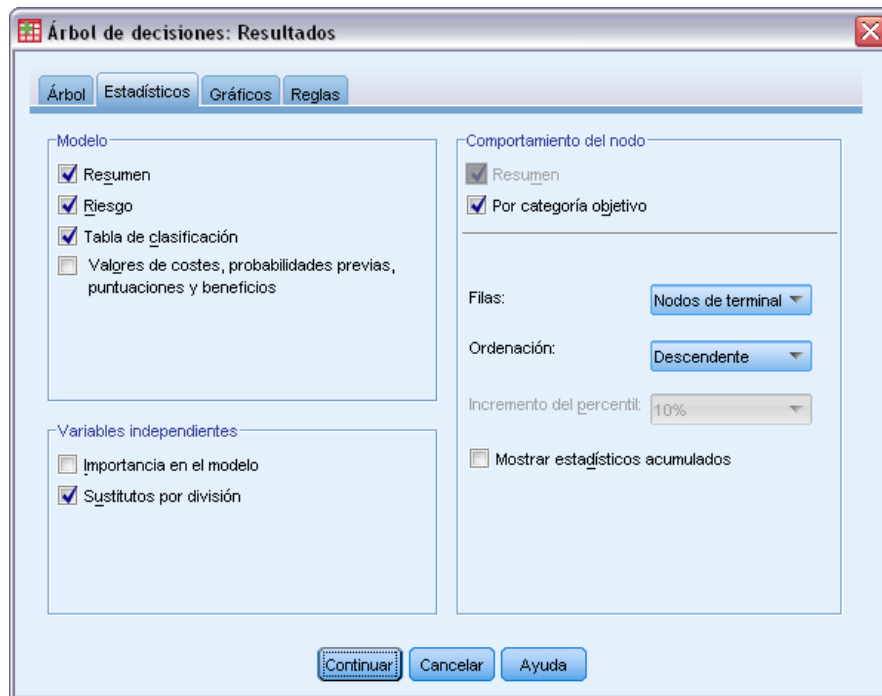 Árbol de decisiones: Resultados
Árbol
Estadísticos
Gráficos
Reglas
Modelo
Resumen
Riesgo
Tabla de clasificación
Valores de costes, probabilidades previas,
puntuaciones y beneficios
Variables independientes
Importancia en el modelo
Sustitutos por división
Comportamiento del nodo
Resumen
Por categoría objetivo
Filas:
Nodos de terminal
Ordenación:
Descendente
Incremento del percentil:
10%
Mostrar estadísticos acumulados
Continuar
Cancelar
Ayuda